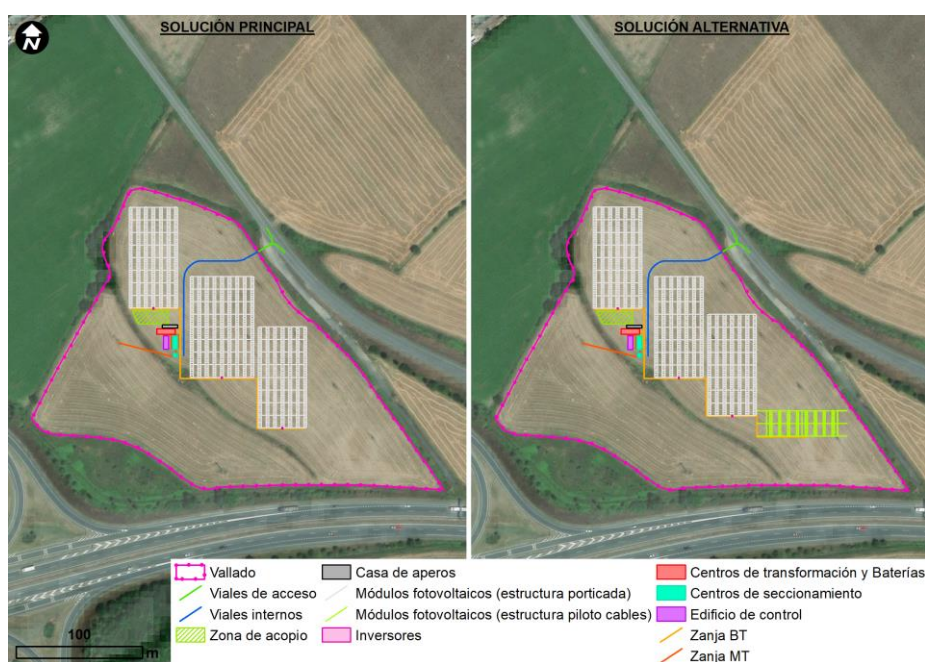 SOLUCIÓN PRINCIPAL
SOLUCIÓN ALTERNATIVA
N
Vallado
Viales de acceso
Viales internos
Zona de acopio
Casa de aperos
Módulos fotovoltaicos (estructura porticada)
Módulos fotovoltaicos (estructura piloto cables)
Inversores
Centros de transformación y Baterías
Centros de seccionamiento
Edificio de control
Zanja BT
Zanja MT
100
m